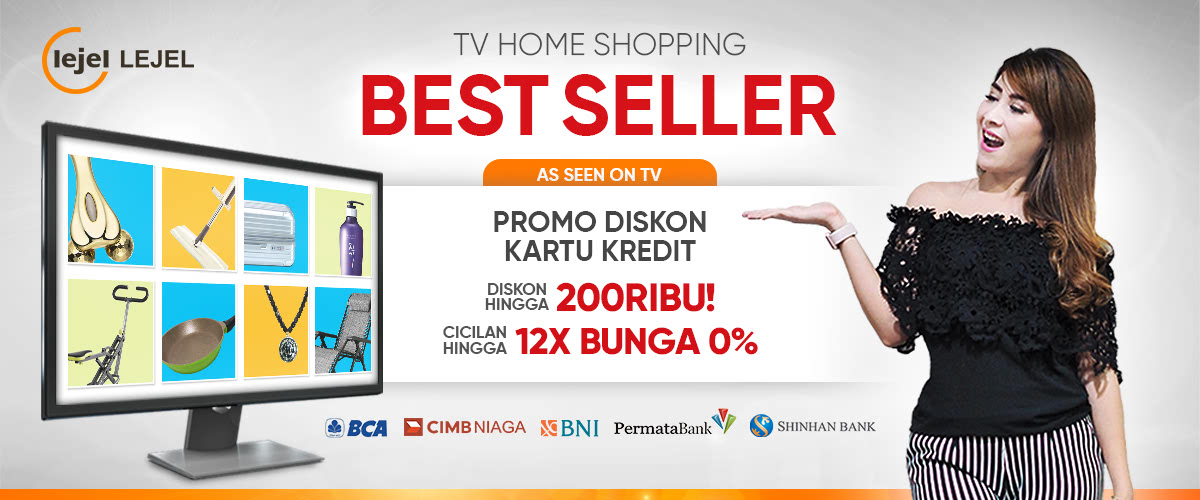 lejel LEJEL
TV HOME SHOPPING
BEST SELLER
AS SEEN ON TV
PROMO DISKON
KARTU KREDIT
DISKON
HINGGA 200RIBU!
CICILAN
HINGGA 12X BUNGA 0%
BCA CIMB NIAGA BNI PermataBank SHINHAN BANK